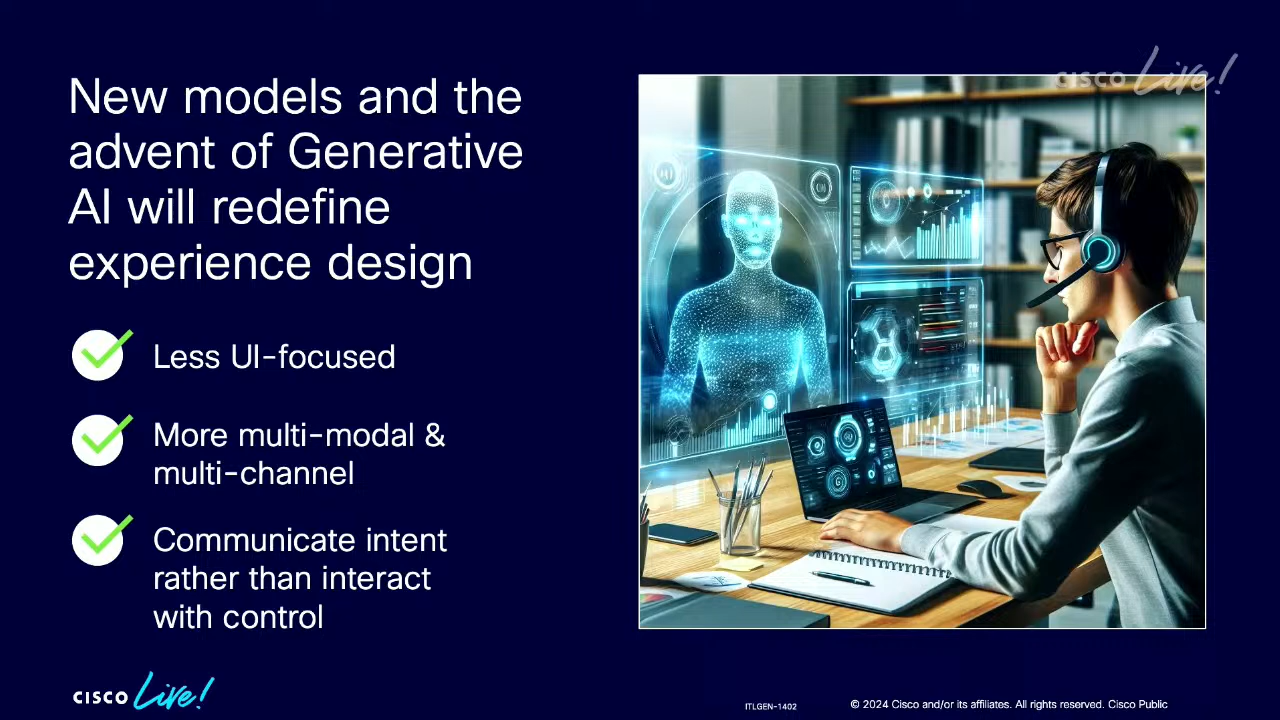 CISCO Live!
New models and the
advent of Generative
AI will redefine
experience design
Less UI-focused
More multi-modal &
multi-channel
Communicate intent
rather than interact
with control
CISCO Live!
ITLGEN-1402
© 2024 Cisco and/or its affiliates. All rights reserved. Cisco Public